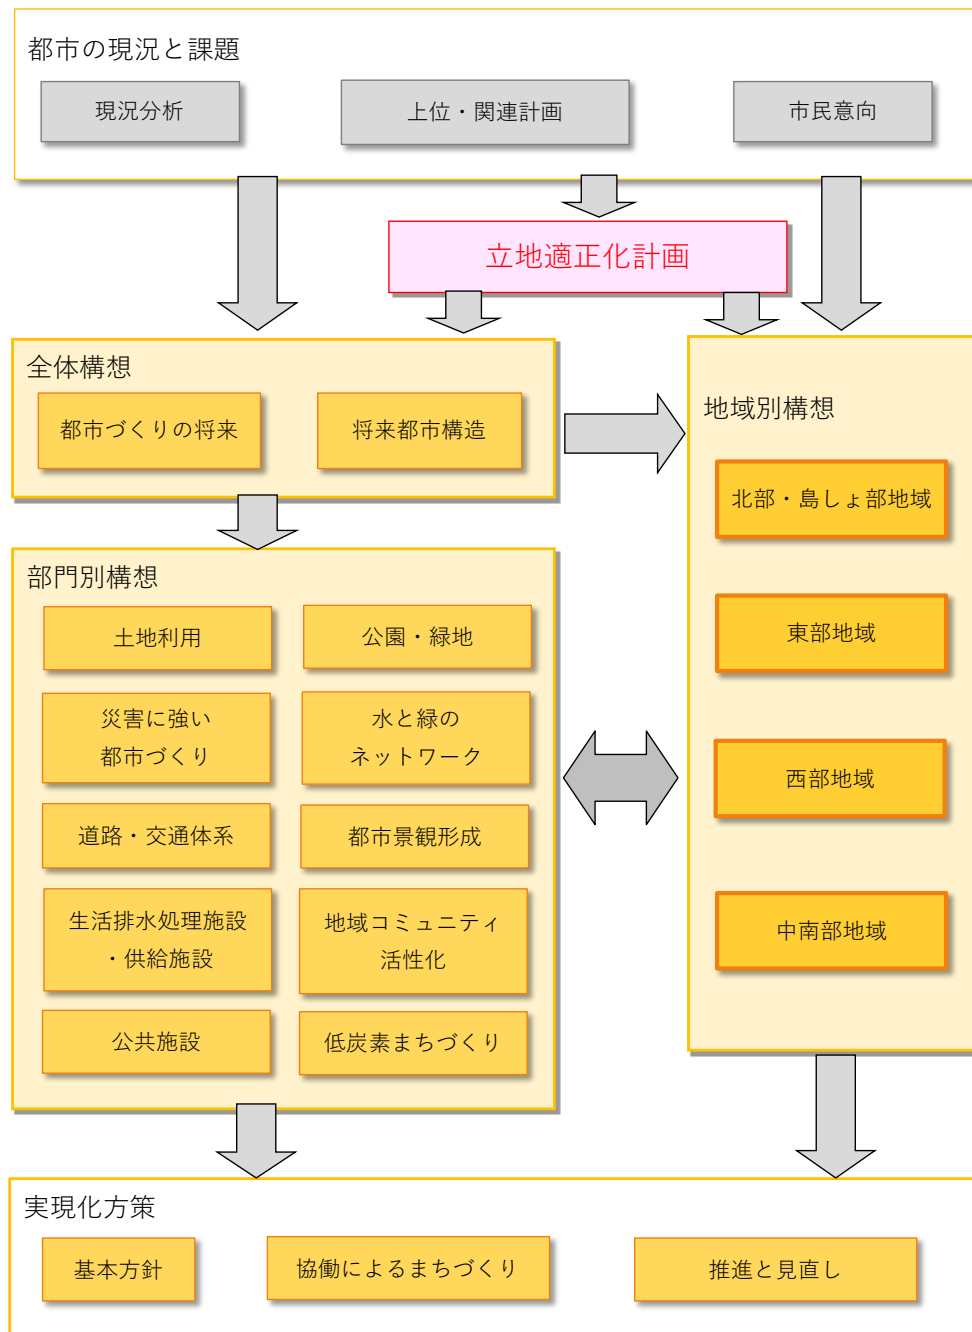 都市の現況と課題
現況分析
上位・関連計画
市民意向
立地適正化計画
全体構想
都市づくりの将来
将来都市構造
地域別構想
北部・島しょ部地域
東部地域
西部地域
中南部地域
部門別構想
土地利用
公園・緑地
災害に強い
都市づくり
水と緑の
ネットワーク
道路・交通体系
都市景観形成
生活排水処理施設
・供給施設
地域コミュニティ
活性化
公共施設
低炭素まちづくり
実現化方策
基本方針
協働によるまちづくり
推進と見直し